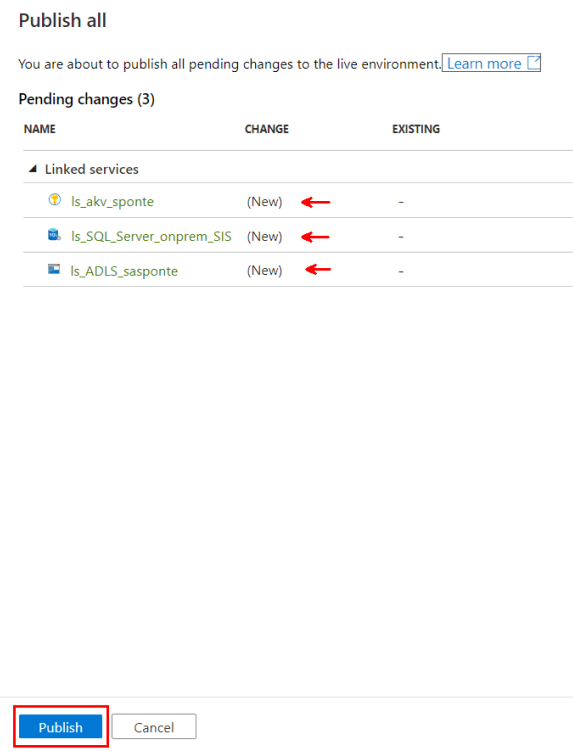 Publish all
You are about to publish all pending changes to the live environment. Learn more
Pending changes (3)
NAME CHANGE EXISTING
Linked services
ls_akv_sponte (New) -
ls_SQL_Server_onprem_SIS (New) -
ls_ADLS_sasponte (New) -
Publish Cancel